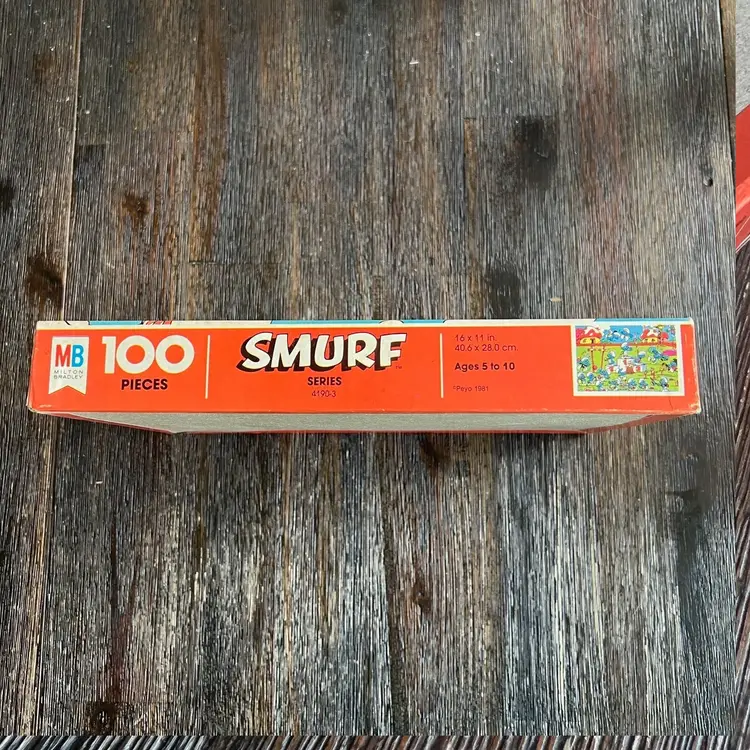 MB
MILTON
BRADLEY
100
PIECES
SMURF™
SERIES
4190-3
16 x 11 in.
40.6 x 28.0 cm.
Ages 5 to 10
©Peyo 1981